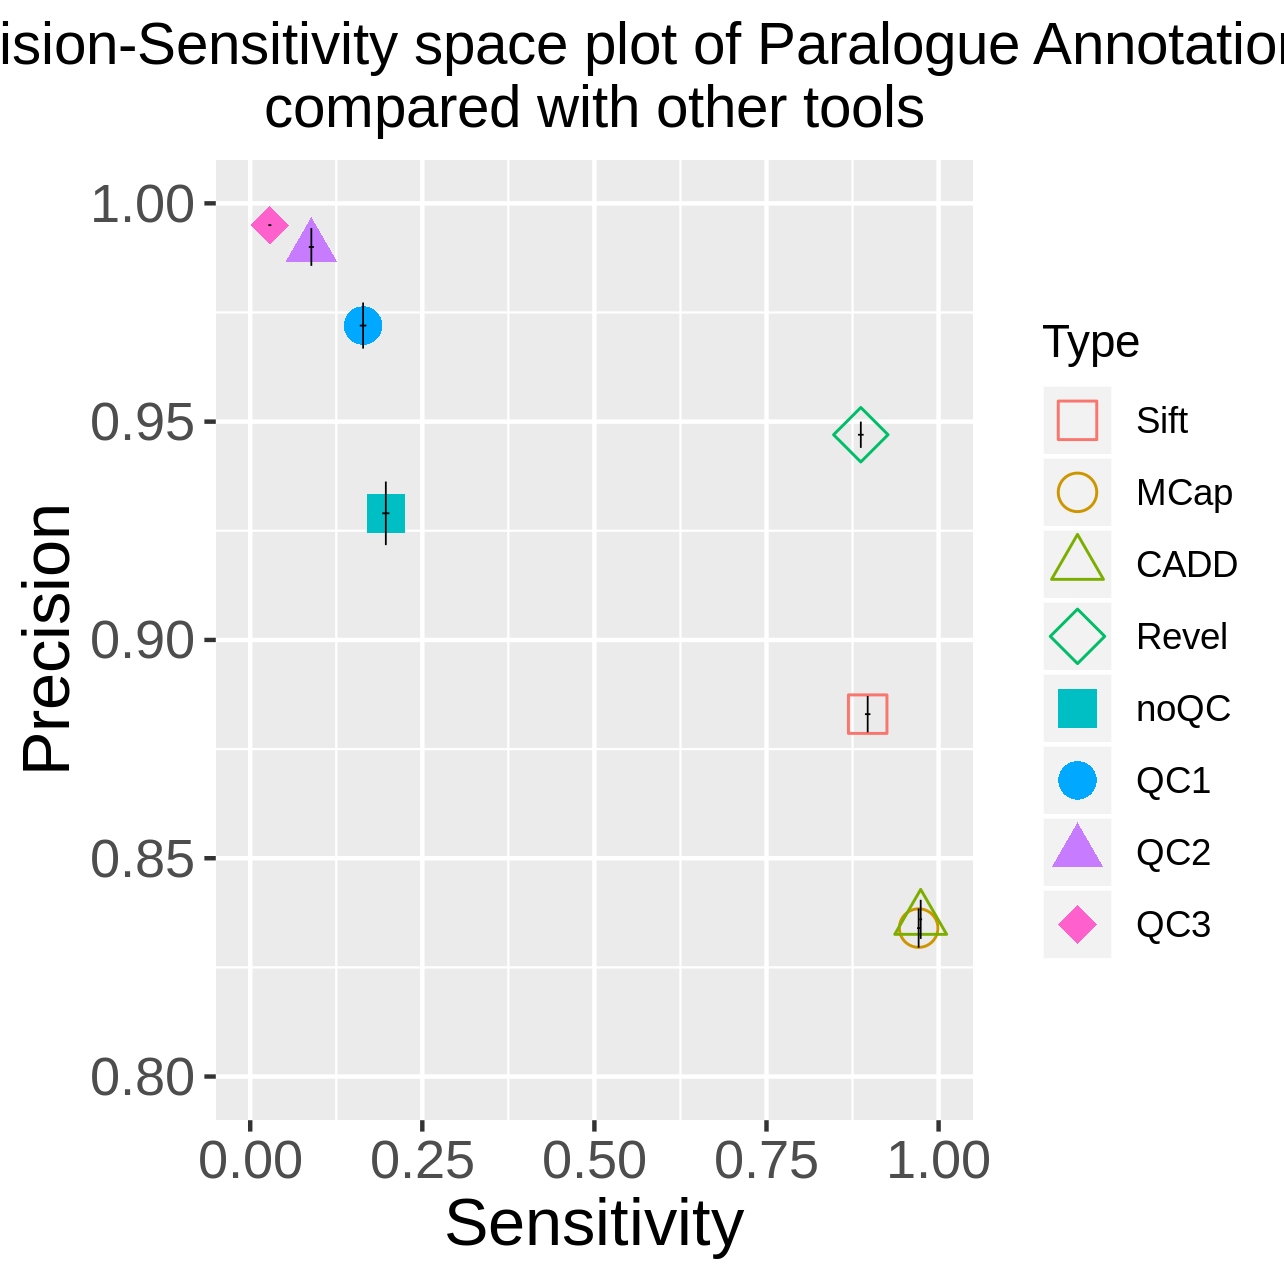 ision-Sensitivity space plot of Paralogue Annotation
compared with other tools
1.00
0.95
0.90
0.85
0.80
Precision
0.00 0.25 0.50 0.75 1.00
Sensitivity
Type
Sift
MCap
CADD
Revel
noQC
QC1
QC2
QC3